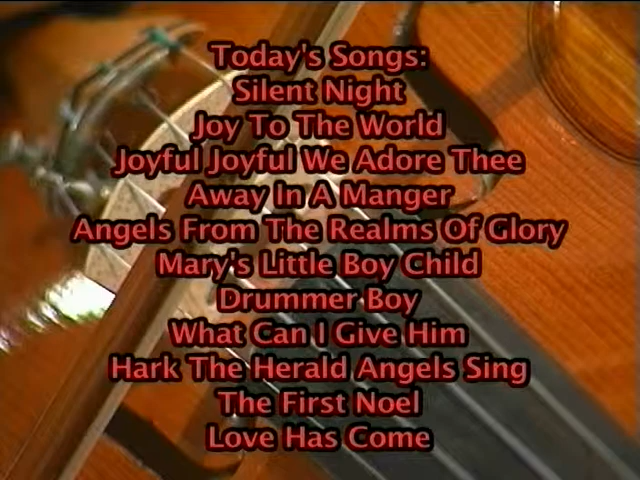 Today's Songs:
Silent Night
Joy To The World
Joyful Joyful We Adore Thee
Away In A Manger
Angels From The Realms Of Glory
Mary's Little Boy Child
Drummer Boy
What Can I Give Him
Hark The Herald Angels Sing
The First Noel
Love Has Come